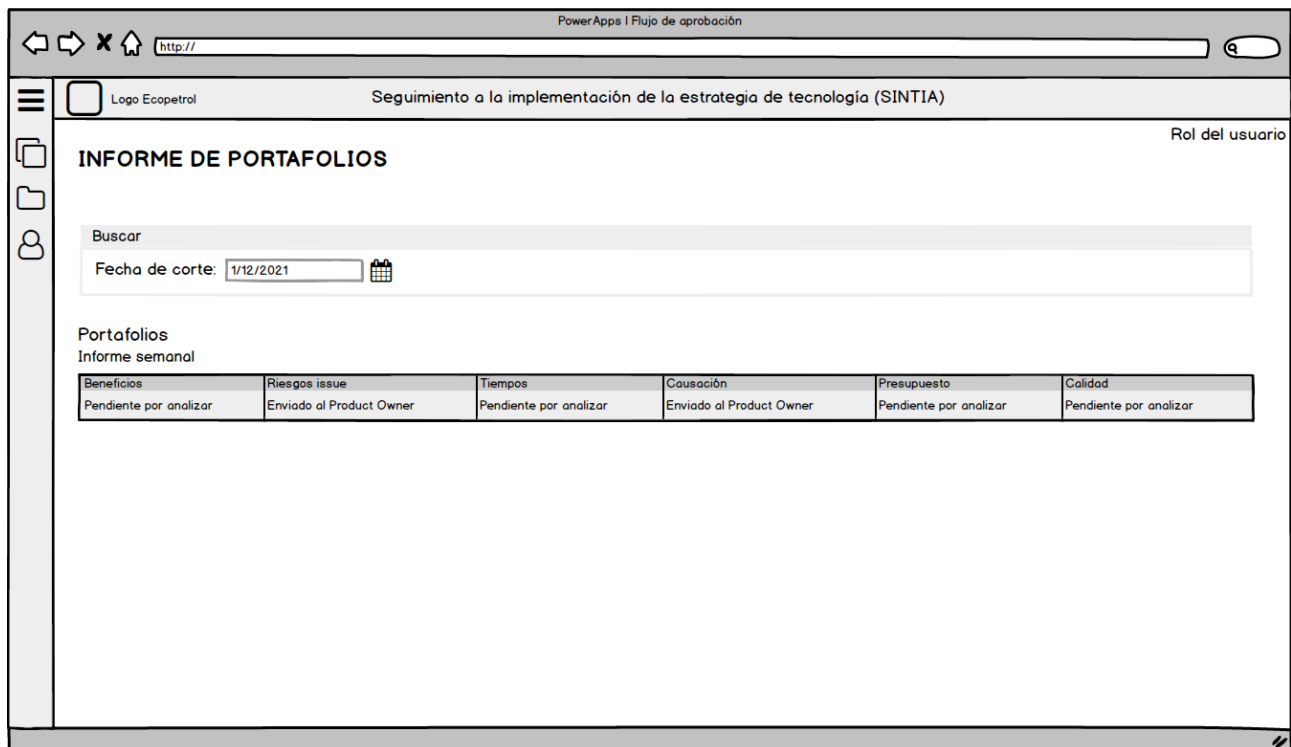 PowerApps | Flujo de aprobación
http://
Logo Ecopetrol Seguimiento a la implementación de la estrategia de tecnología (SINTIA)
Rol del usuario
INFORME DE PORTAFOLIOS
Buscar
Fecha de corte: 1/12/2021
Portafolios
Informe semanal
Beneficios Riesgos issue Tiempos Causación Presupuesto Calidad
Pendiente por analizar Enviado al Product Owner Pendiente por analizar Enviado al Product Owner Pendiente por analizar Pendiente por analizar